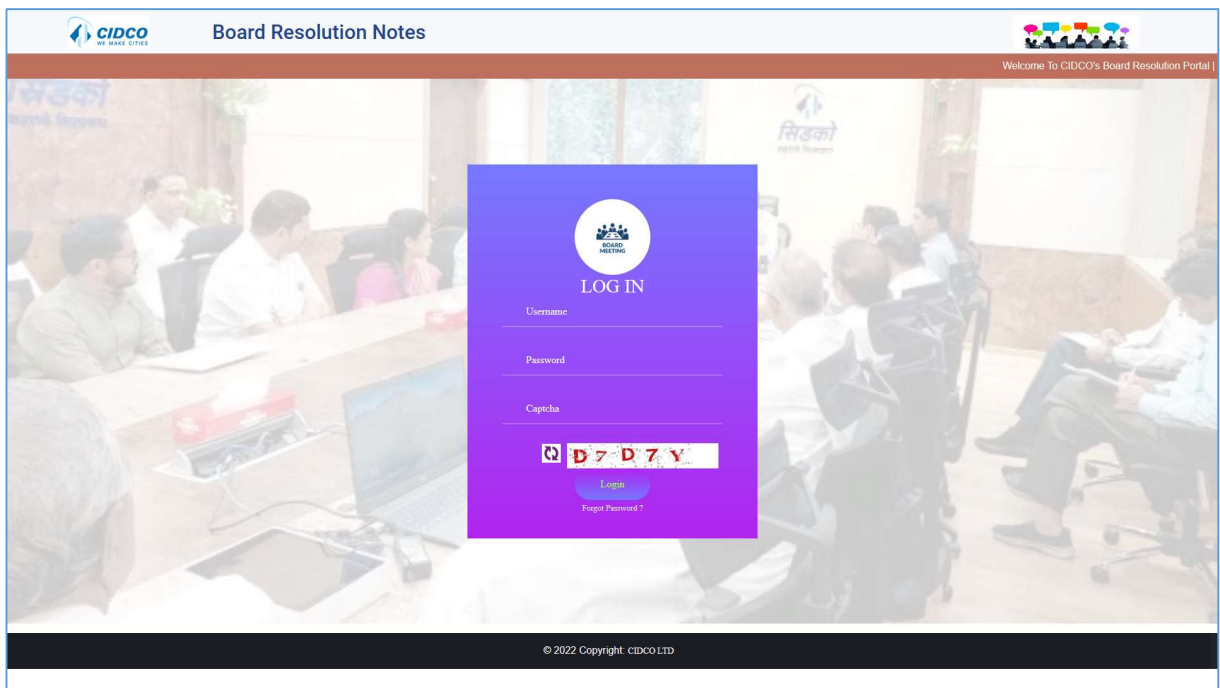 CIDCO
WE MAKE CITIES
Board Resolution Notes
Welcome To CIDCO's Board Resolution Portal |
सिडको
सिडको
BOARD
MEETING
LOG IN
Username
Password
Captcha
D7D7Y
Login
Forgot Password ?
© 2022 Copyright: CIDCO LTD